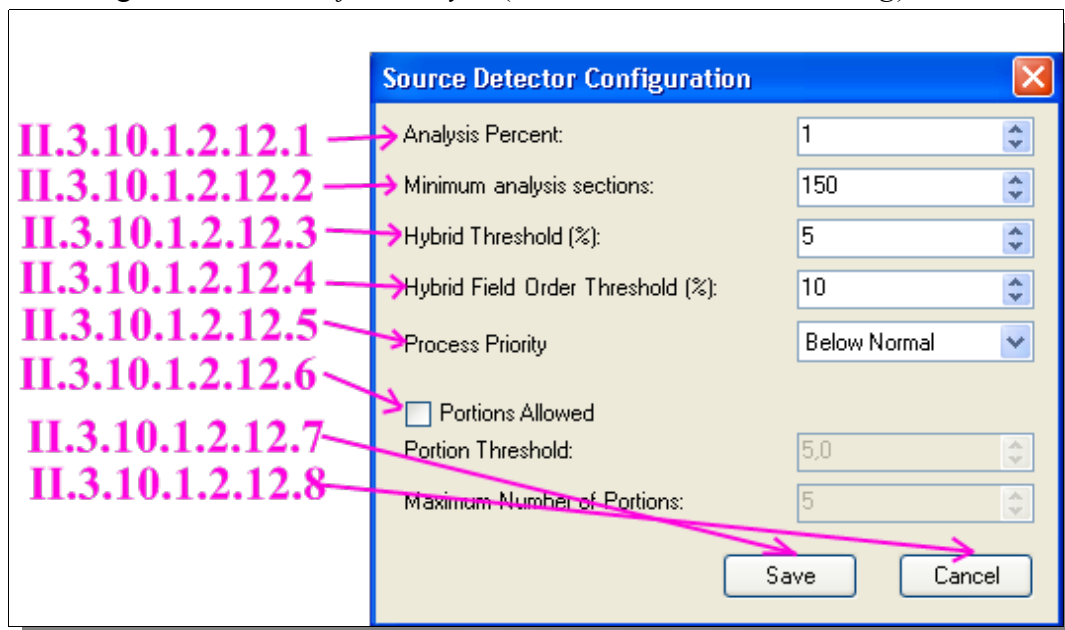 Source Detector Configuration
II.3.10.1.2.12.1 Analysis Percent: 1
II.3.10.1.2.12.2 Minimum analysis sections: 150
II.3.10.1.2.12.3 Hybrid Threshold (%): 5
II.3.10.1.2.12.4 Hybrid Field Order Threshold (%): 10
II.3.10.1.2.12.5 Process Priority Below Normal
II.3.10.1.2.12.6 Portions Allowed
II.3.10.1.2.12.7 Portion Threshold: 5,0
II.3.10.1.2.12.8 Maximum Number of Portions: 5
Save Cancel